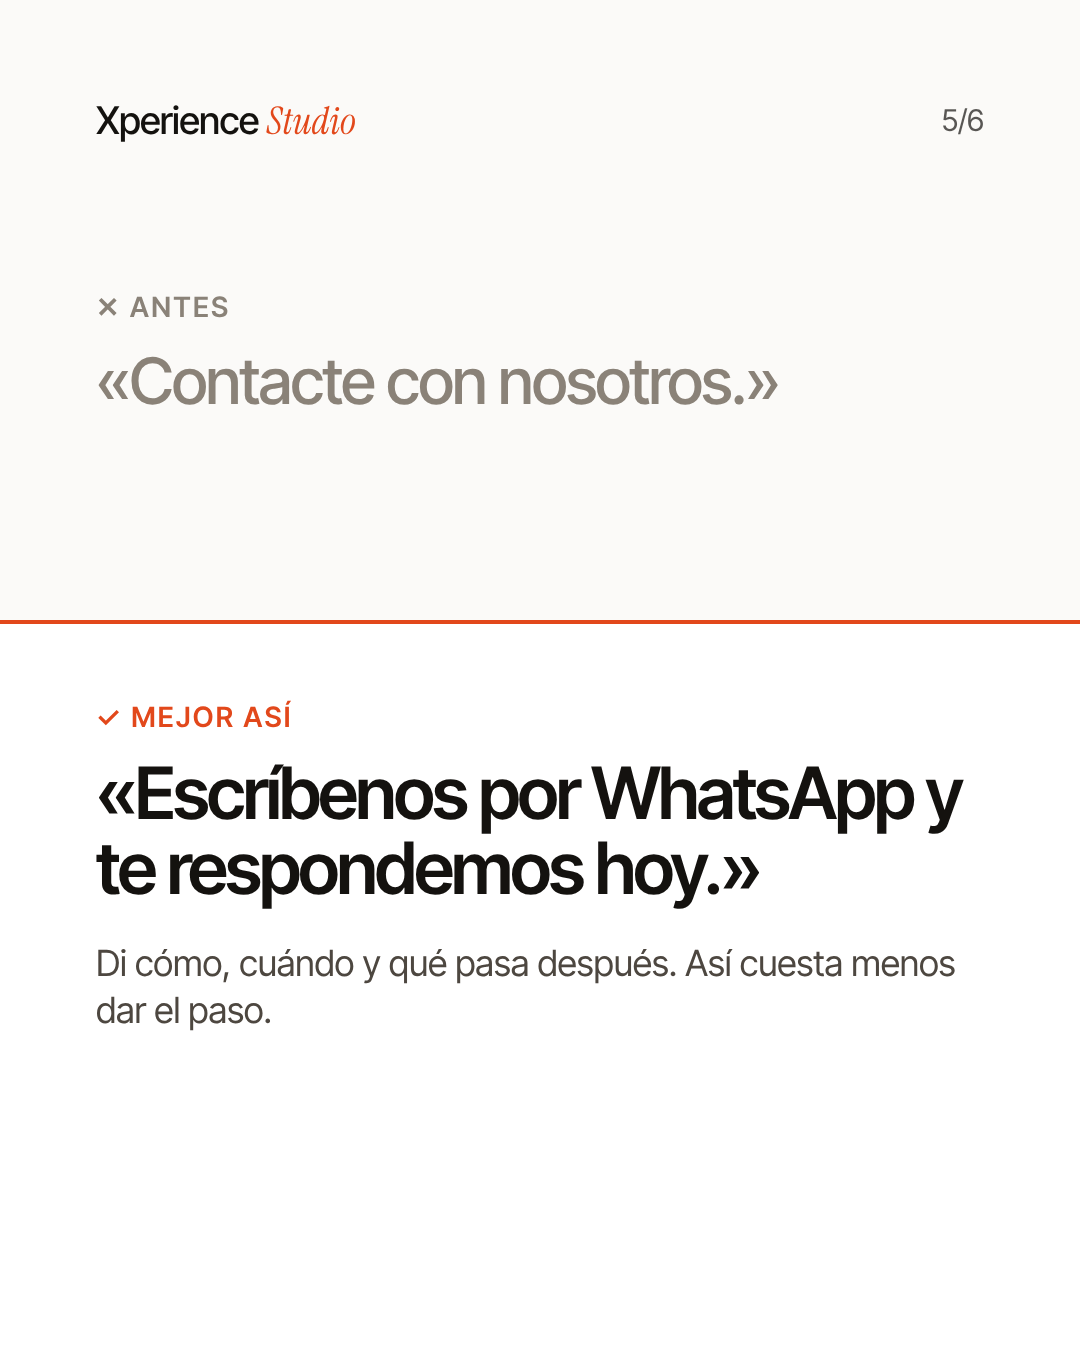 Xperience Studio
5/6
✕ ANTES
«Contacte con nosotros.»
✓ MEJOR ASÍ
«Escríbenos por WhatsApp y
te respondemos hoy.»
Di cómo, cuándo y qué pasa después. Así cuesta menos
dar el paso.